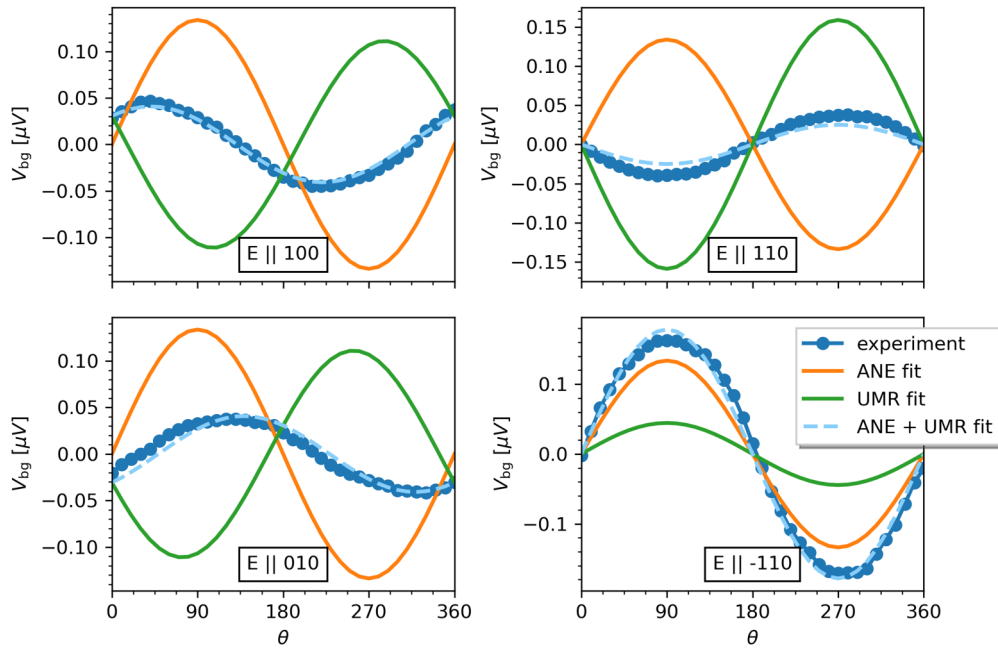 0.10
0.05
0.00
−0.05
−0.10
V_bg [μV]
E || 100
0.15
0.10
0.05
0.00
−0.05
−0.10
−0.15
V_bg [μV]
E || 110
0.10
0.05
0.00
−0.05
−0.10
V_bg [μV]
E || 010
0 90 180 270 360
θ
0.1
0.0
−0.1
V_bg [μV]
experiment
ANE fit
UMR fit
ANE + UMR fit
E || -110
0 90 180 270 360
θ